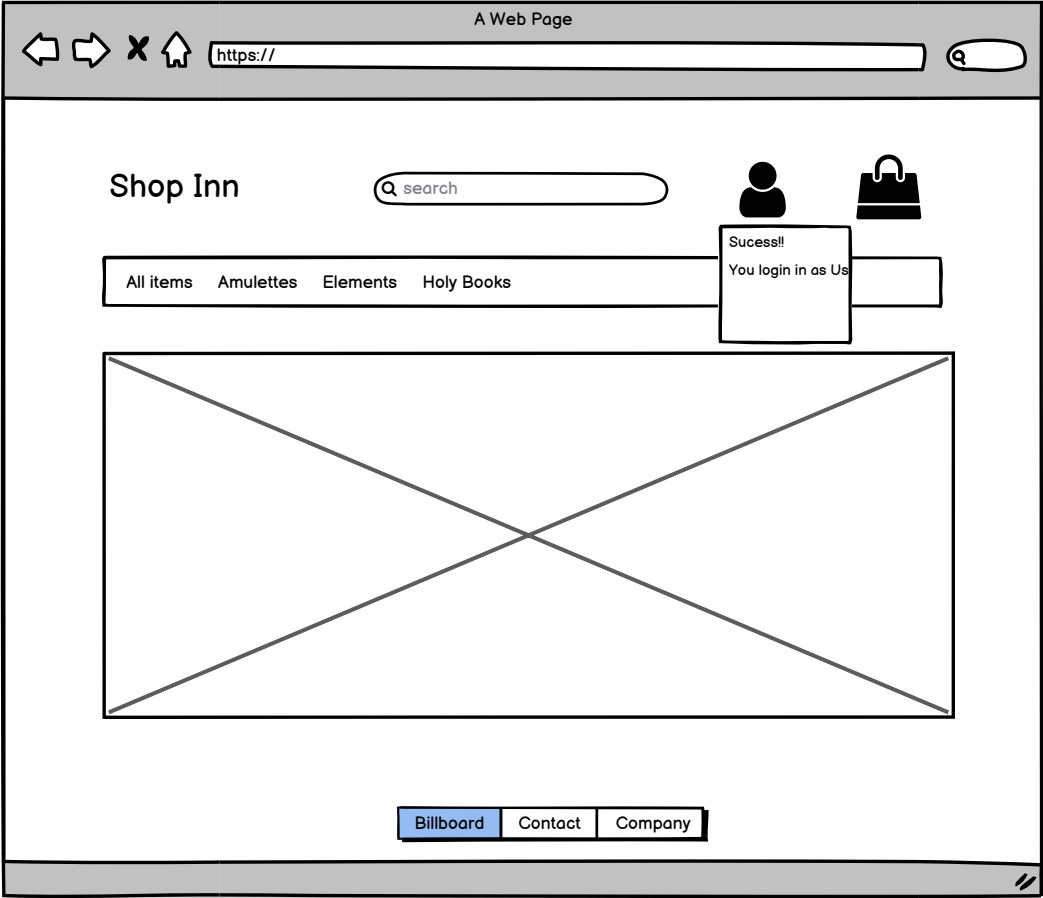 A Web Page
https://
Shop Inn
search
Sucess!!
You login in as Us
All items Amulettes Elements Holy Books
Billboard Contact Company